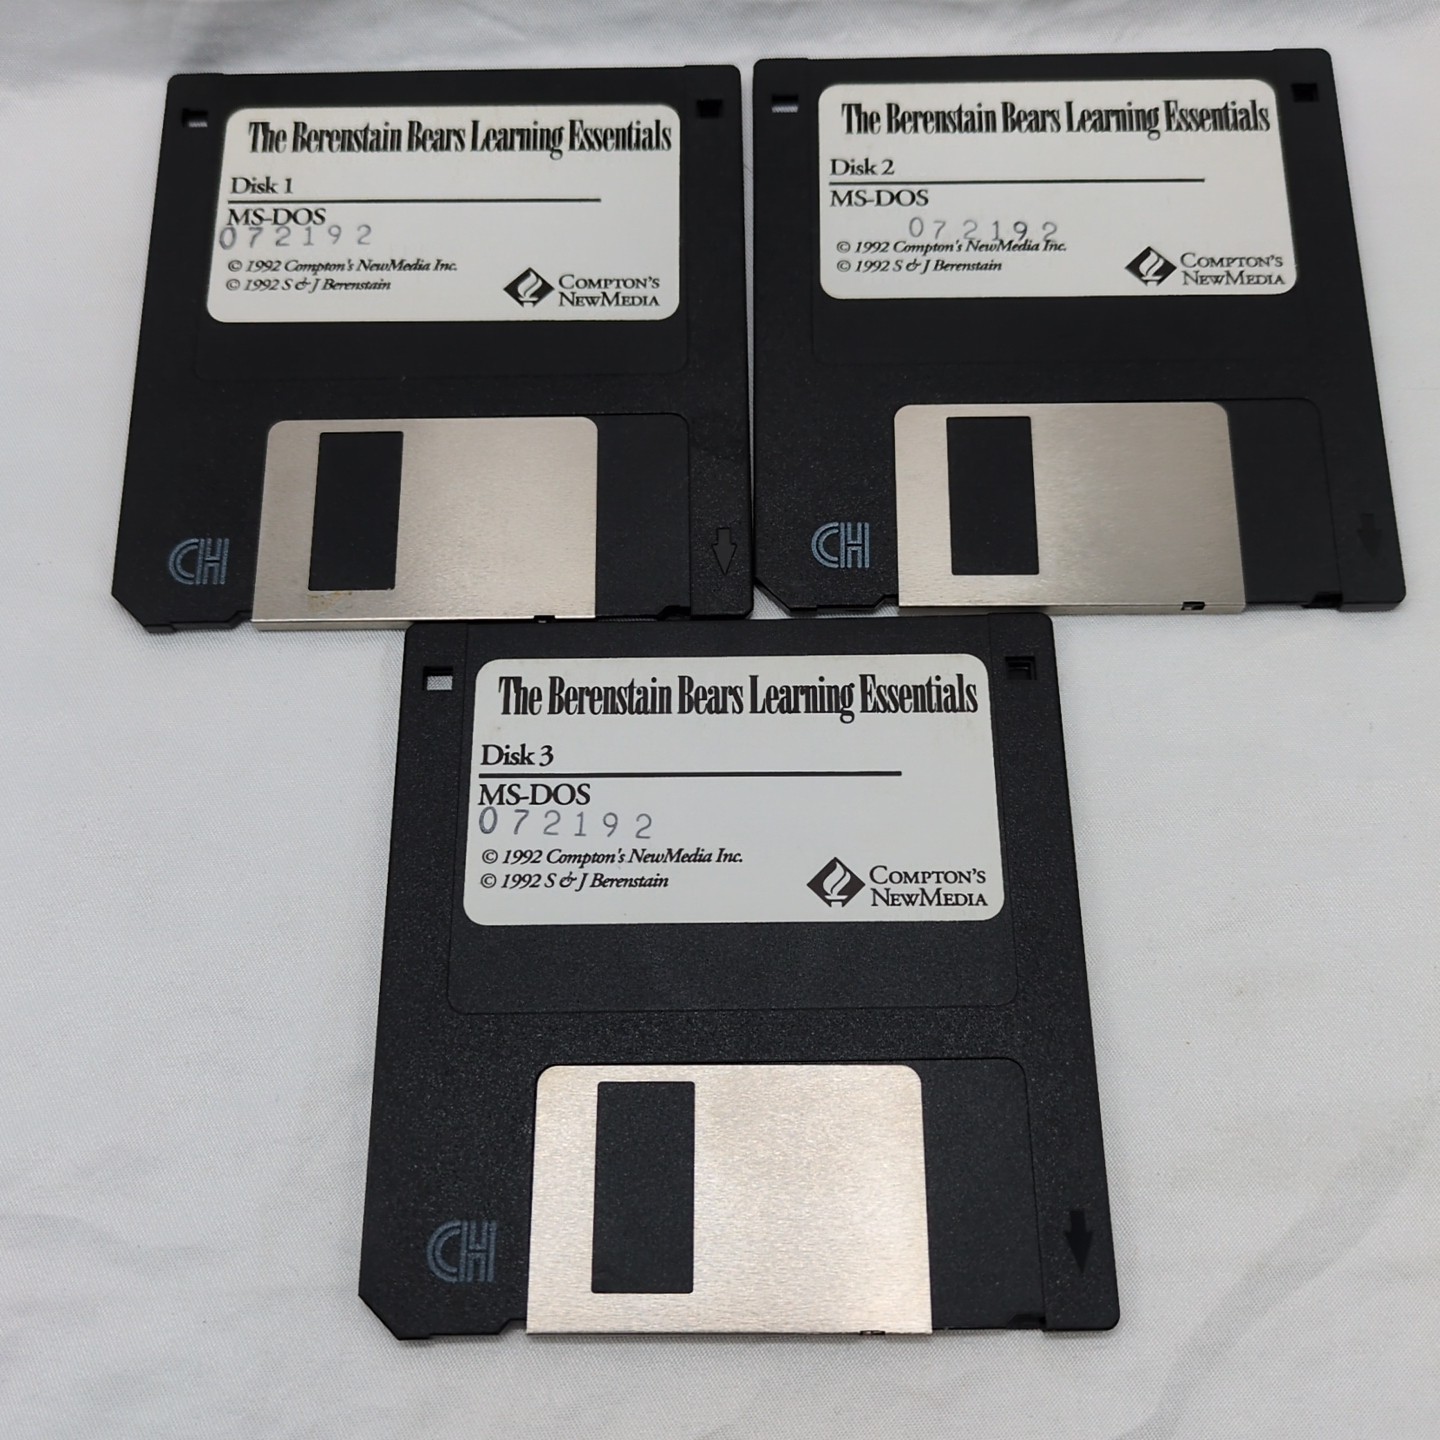 The Berenstain Bears Learning Essentials
Disk 1
MS-DOS
072192
© 1992 Compton's NewMedia Inc.
© 1992 S & J Berenstain
COMPTON'S
NEWMEDIA
CH
The Berenstain Bears Learning Essentials
Disk 2
MS-DOS
072192
© 1992 Compton's NewMedia Inc.
© 1992 S & J Berenstain
COMPTON'S
NEWMEDIA
CH
The Berenstain Bears Learning Essentials
Disk 3
MS-DOS
072192
© 1992 Compton's NewMedia Inc.
© 1992 S & J Berenstain
COMPTON'S
NEWMEDIA
CH